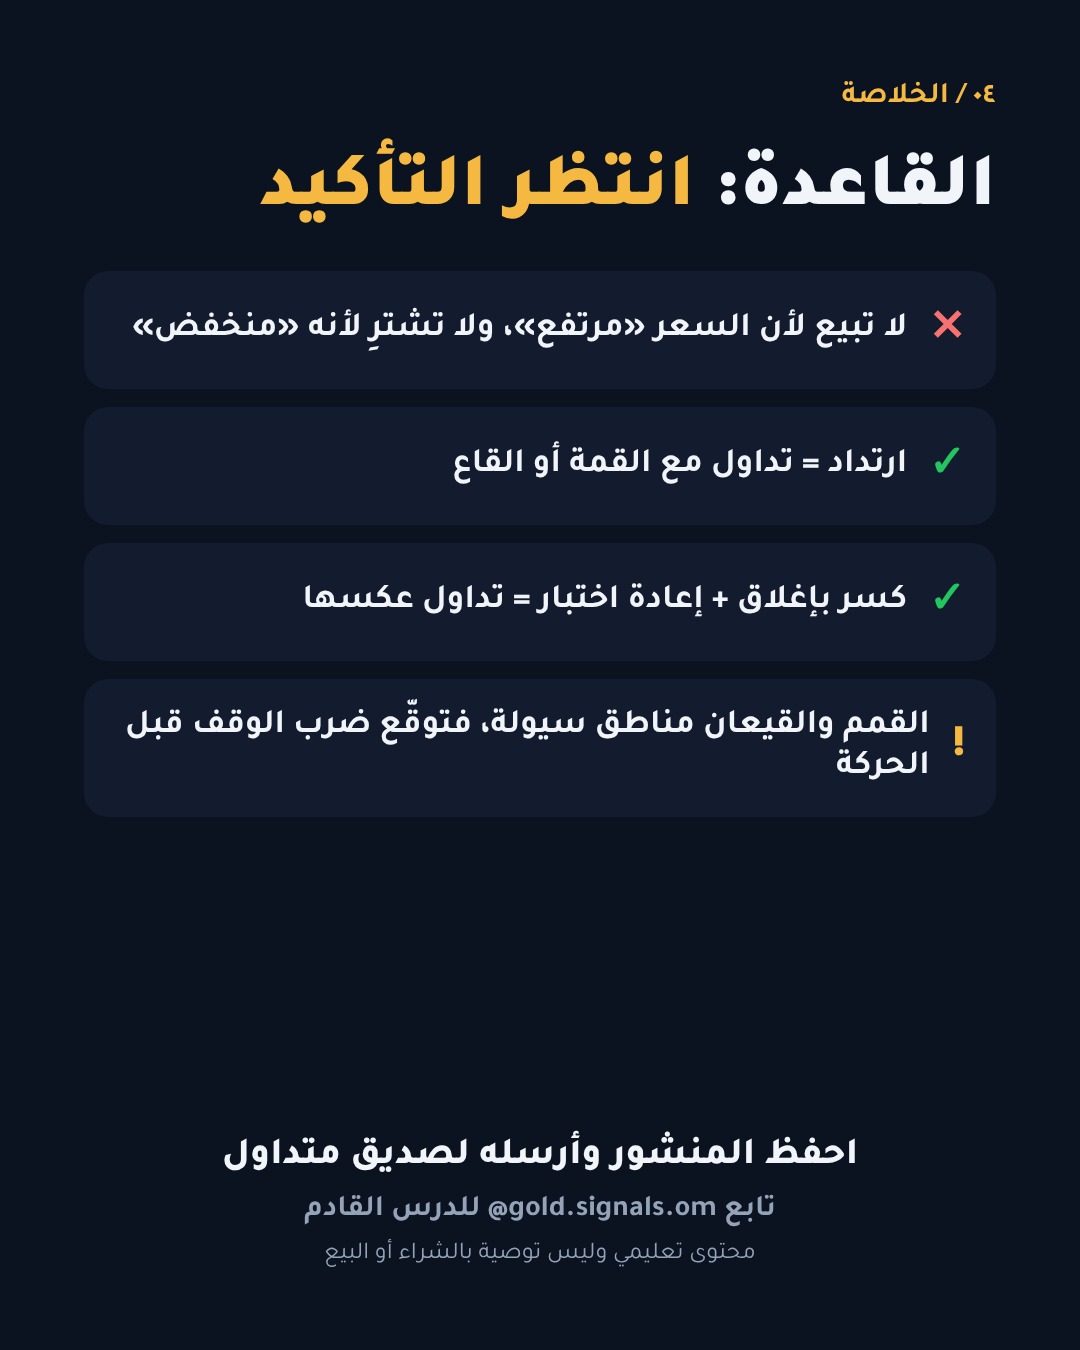 ٠٤ / الخلاصة
القاعدة: انتظر التأكيد
✕ لا تبيع لأن السعر «مرتفع»، ولا تشترِ لأنه «منخفض»
✓ ارتداد = تداول مع القمة أو القاع
✓ كسر بإغلاق + إعادة اختبار = تداول عكسها
! القمم والقيعان مناطق سيولة، فتوقّع ضرب الوقف قبل
الحركة
احفظ المنشور وأرسله لصديق متداول
تابع @gold.signals.om للدرس القادم
محتوى تعليمي وليس توصية بالشراء أو البيع